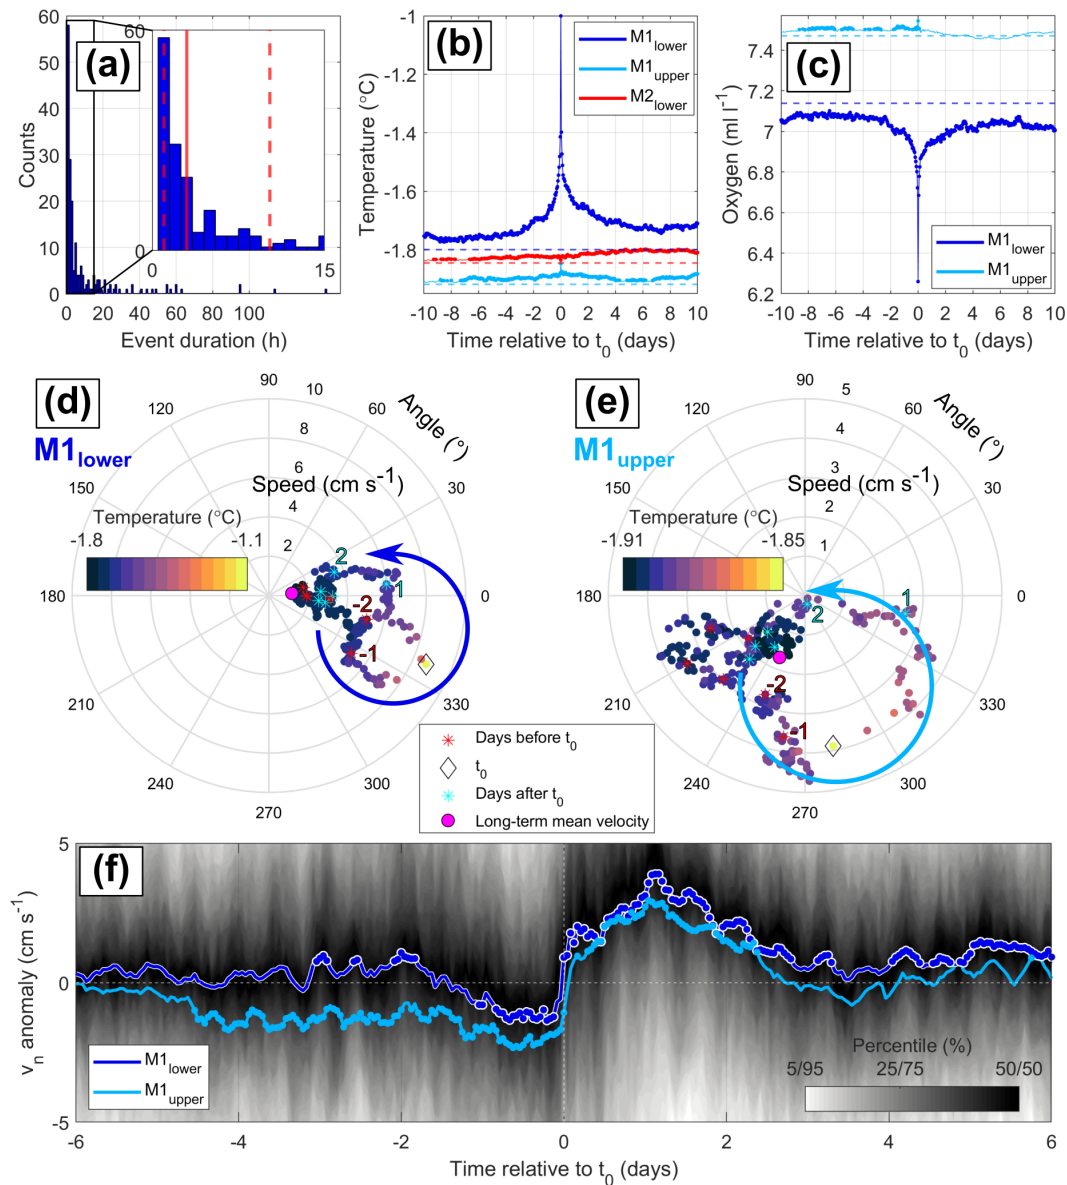 (a)
60
50
40
30
20
10
0
Counts
0 20 40 60 80 100 120 140
Event duration (h)
60
0
0 15
(b)
-1
-1.2
-1.4
-1.6
-1.8
Temperature (°C)
M1lower
M1upper
M2lower
-10 -8 -6 -4 -2 0 2 4 6 8 10
Time relative to t0 (days)
(c)
7.4
7.2
7
6.8
6.6
6.4
6.2
Oxygen (ml l-1)
M1lower
M1upper
-10 -8 -6 -4 -2 0 2 4 6 8 10
Time relative to t0 (days)
(d)
M1lower
90
120
60
150
30
180
0
210
330
240
300
270
10
8
6
4
2
Angle (°)
Speed (cm s-1)
Temperature (°C)
-1.8 -1.1
2
1
-2
-1
(e)
M1upper
90
120
60
150
30
180
0
210
330
240
300
270
5
4
3
2
1
Angle (°)
Speed (cm s-1)
Temperature (°C)
-1.91 -1.85
1
2
-2
-1
Days before t0
t0
Days after t0
Long-term mean velocity
(f)
5
0
-5
vn anomaly (cm s-1)
M1lower
M1upper
Percentile (%)
5/95 25/75 50/50
-6 -4 -2 0 2 4 6
Time relative to t0 (days)